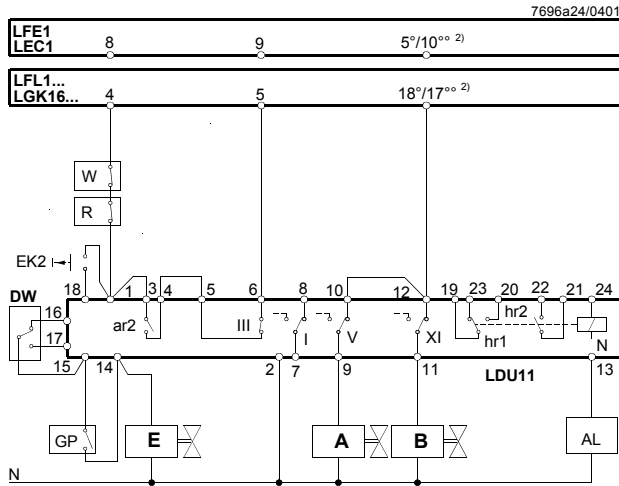 7696a24/0401
LFE1
LEC1
8
9
5°/10°° 2)
LFL1...
LGK16...
4
5
18°/17°° 2)
W
R
EK2
18
1
3
4
5
6
8
10
12
19
23
20
22
21
24
DW
16
17
ar2
III
I
V
XI
hr2
hr1
N
15
14
2
7
9
11
LDU11
13
GP
E
A
B
AL
N